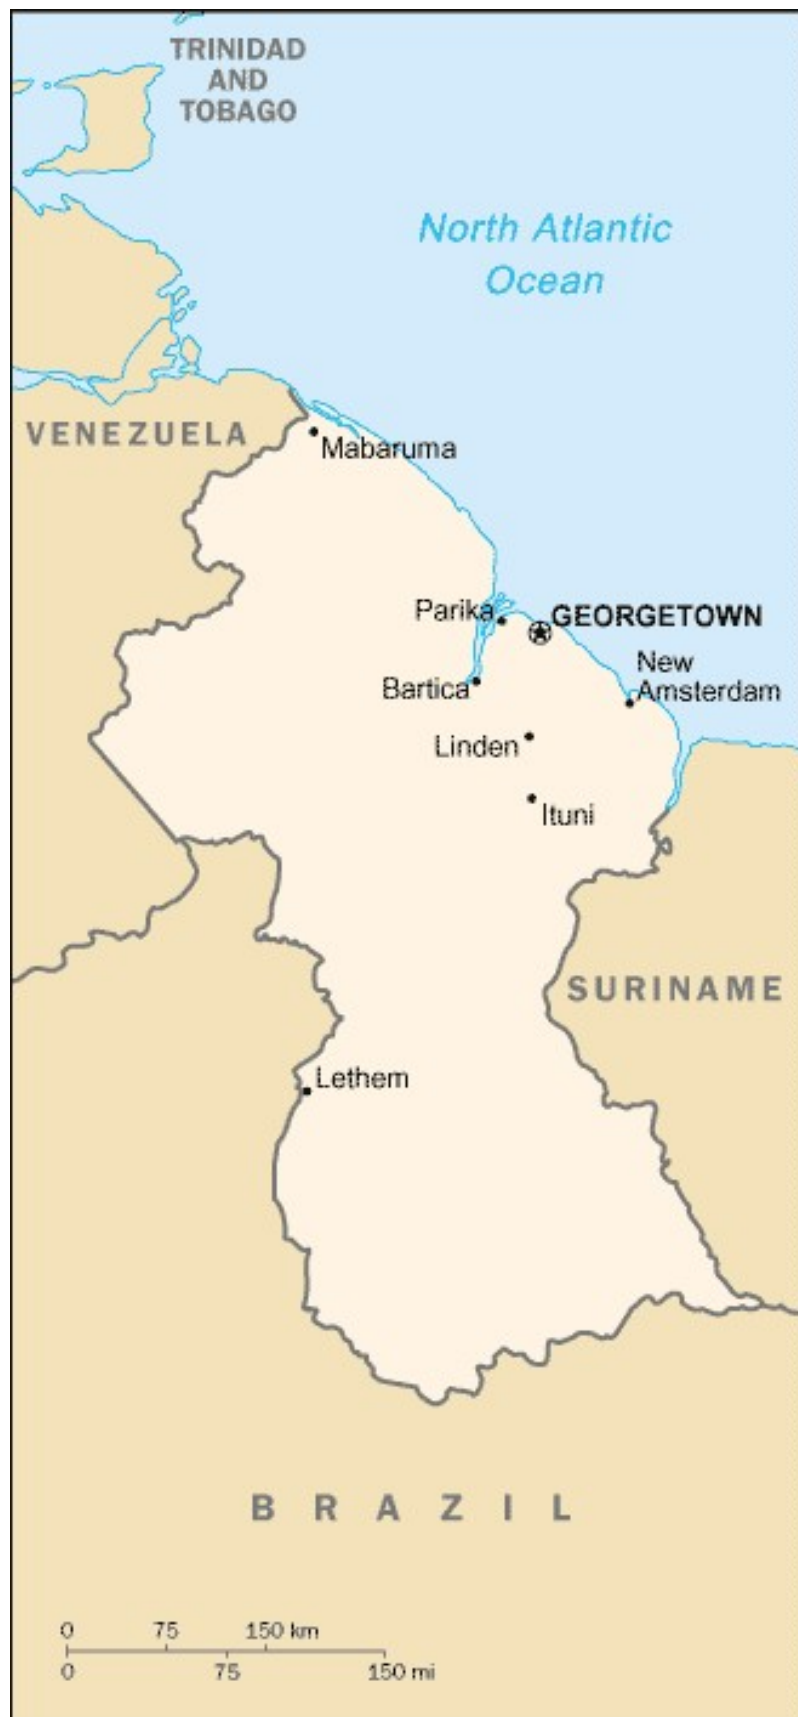 TRINIDAD
AND
TOBAGO
North Atlantic
Ocean
VENEZUELA
Mabaruma
Parika
GEORGETOWN
New
Amsterdam
Bartica
Linden
Ituni
SURINAME
Lethem
BRAZIL
0 75 150 km
0 75 150 mi